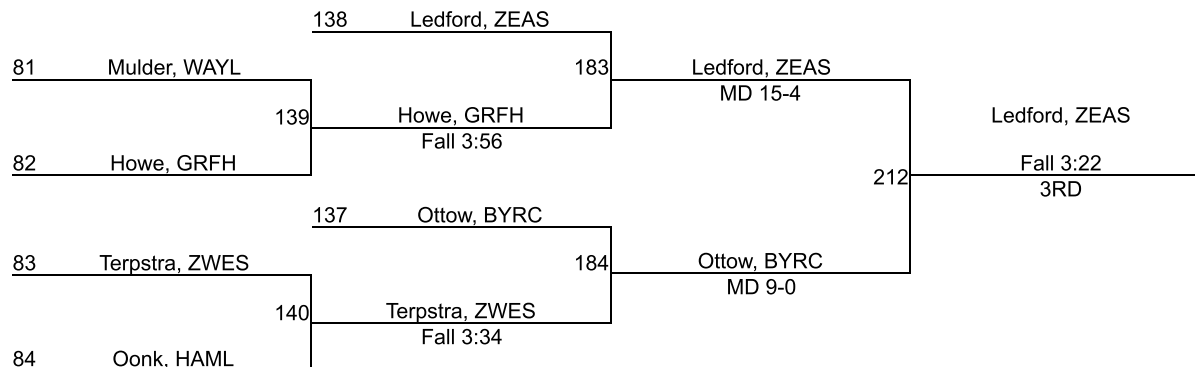 138 Ledford, ZEAS
81 Mulder, WAYL
183 Ledford, ZEAS
MD 15-4
139 Howe, GRFH
Fall 3:56
Ledford, ZEAS
82 Howe, GRFH
212 Fall 3:22
3RD
137 Ottow, BYRC
83 Terpstra, ZWES
184 Ottow, BYRC
MD 9-0
140 Terpstra, ZWES
Fall 3:34
84 Oonk, HAML